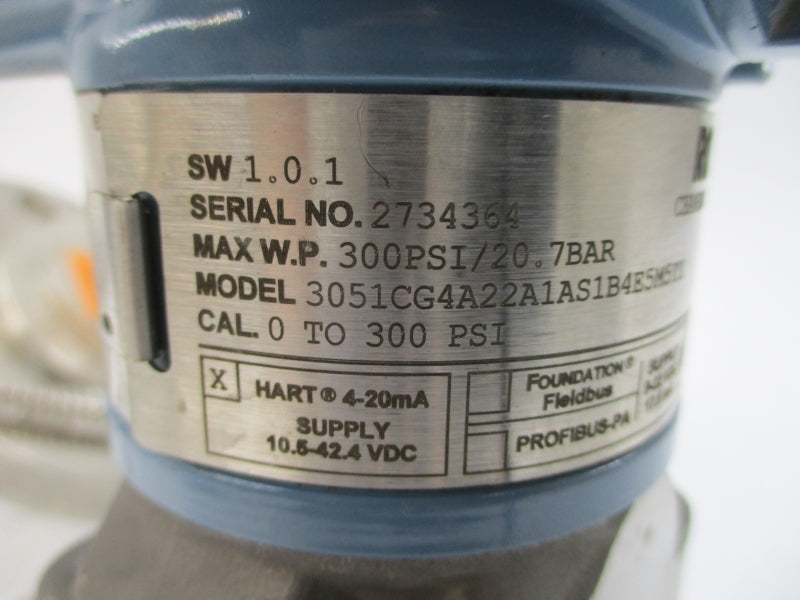 SW 1.0.1
SERIAL NO. 2734364
MAX W.P. 300PSI/20.7BAR
MODEL
CAL. 0 TO 300 PSI
X HART® 4-20mA
SUPPLY
10.5-42.4 VDC
FOUNDATION®
Fieldbus
PROFIBUS-PA